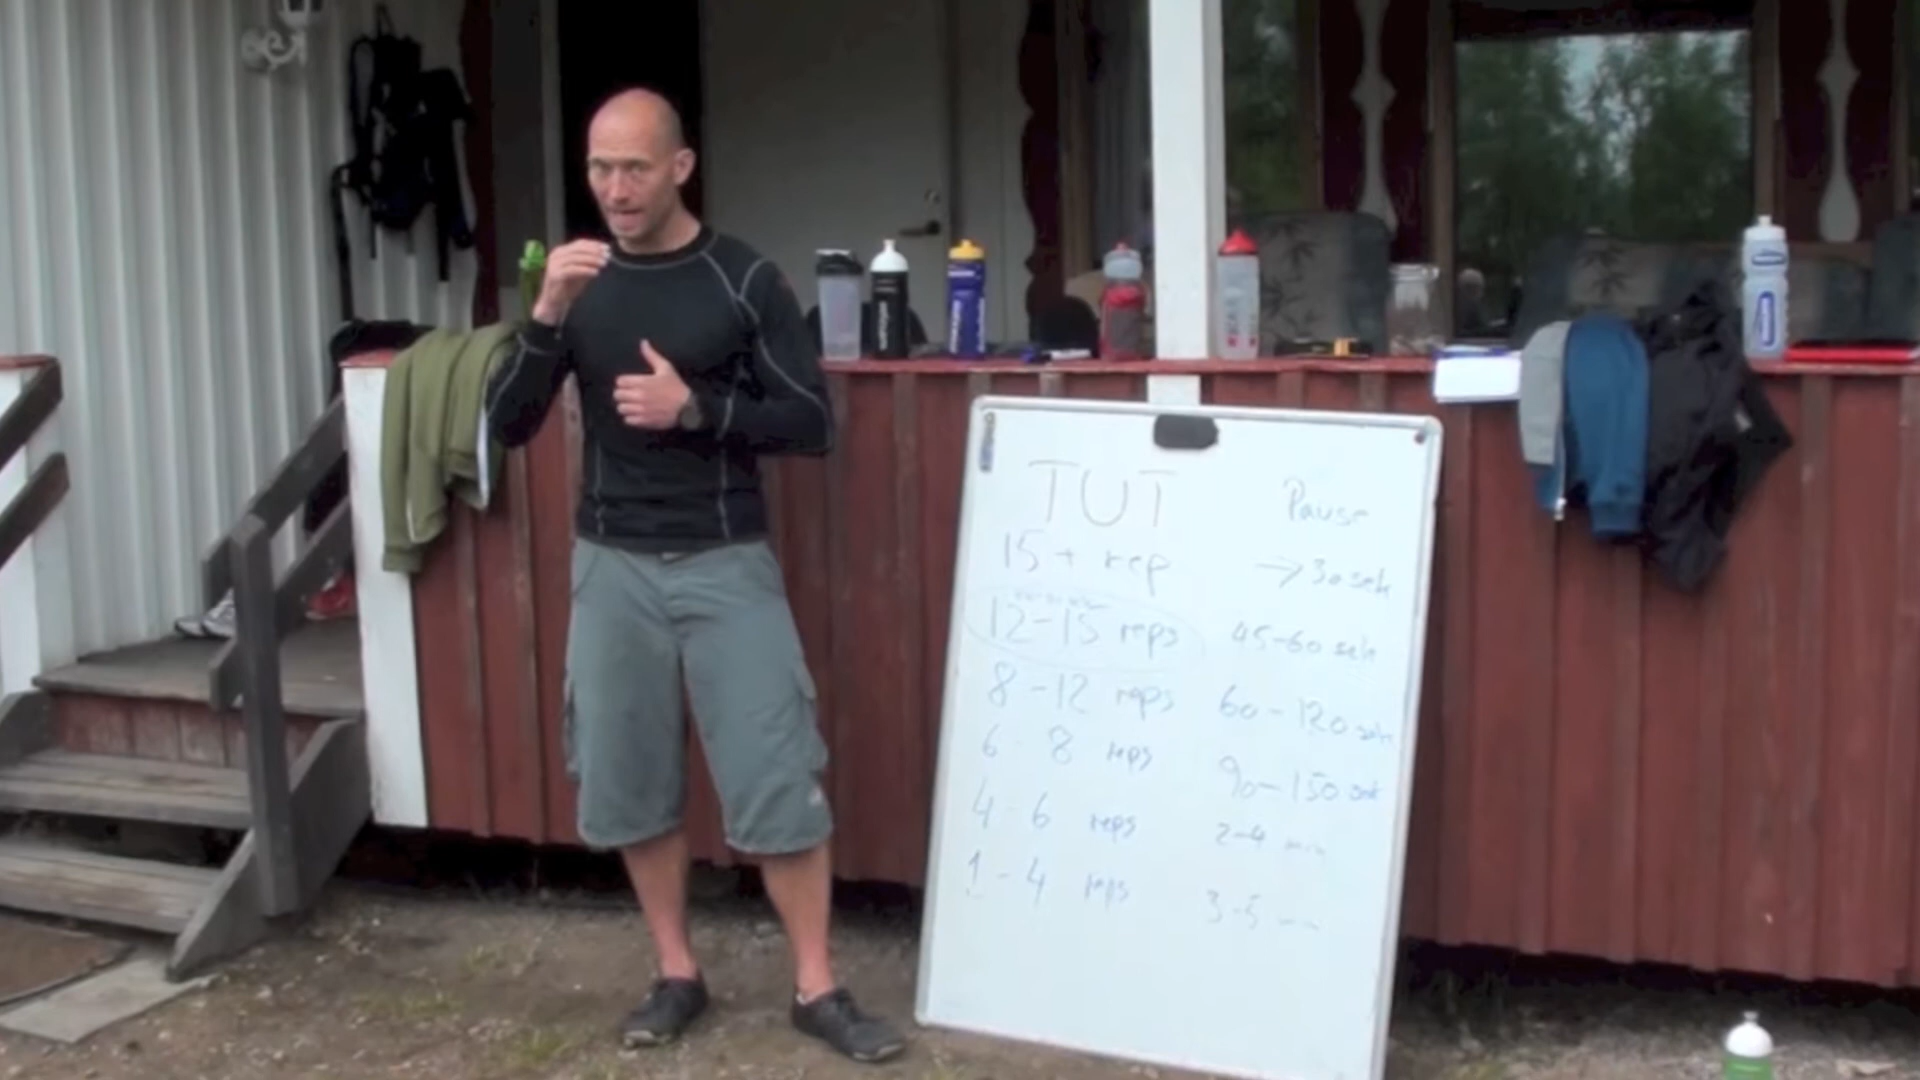 TUT Pause
15+ rep → 30 sek
12-15 reps 45-60 sek
8-12 reps 60-120 sek
6 8 reps 90-150 sek
4-6 reps 2-4 min
1-4 reps 3-5